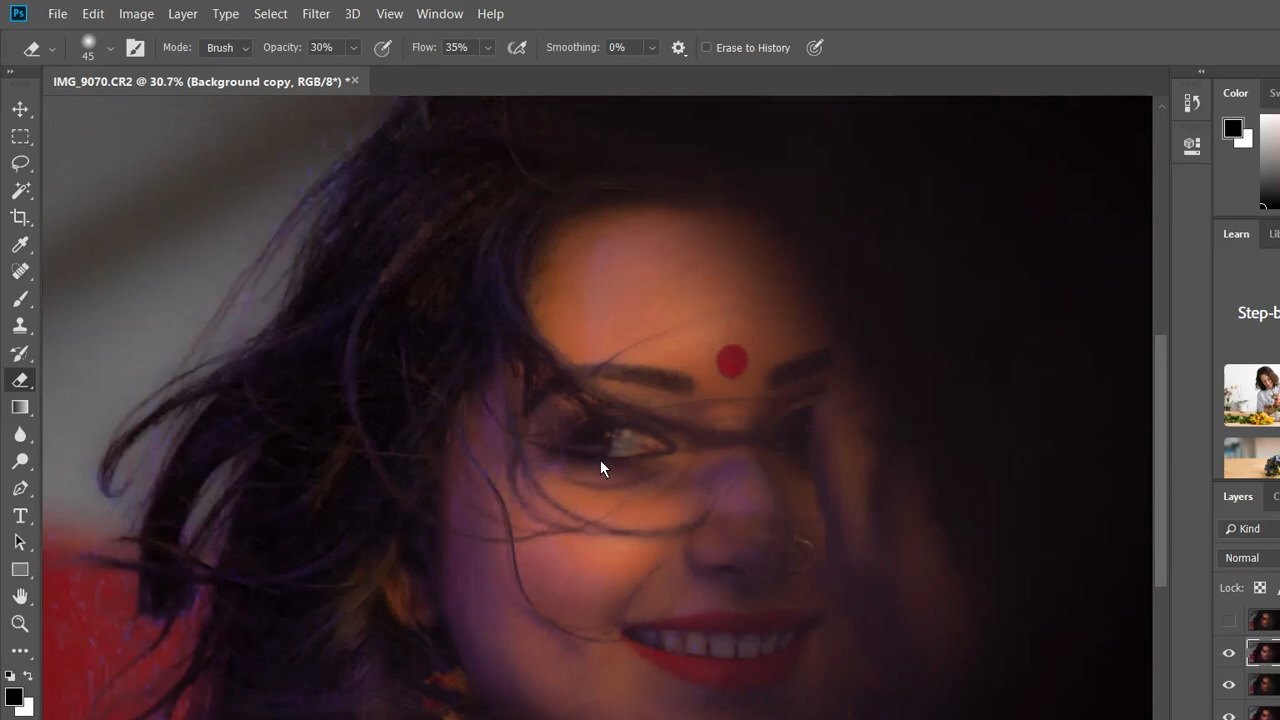 Ps File Edit Image Layer Type Select Filter 3D View Window Help
45 Mode: Brush Opacity: 30% Flow: 35% Smoothing: 0% Erase to History
IMG_9070.CR2 @ 30.7% (Background copy, RGB/8*) *
Color
Learn
Step-b
Layers
Kind
Normal
Lock: